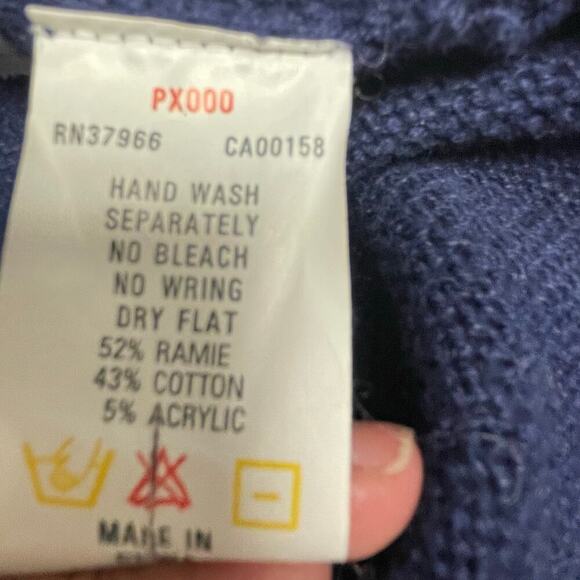 PX000
RN37966 CA00158
HAND WASH
SEPARATELY
NO BLEACH
NO WRING
DRY FLAT
52% RAMIE
43% COTTON
5% ACRYLIC
MADE IN